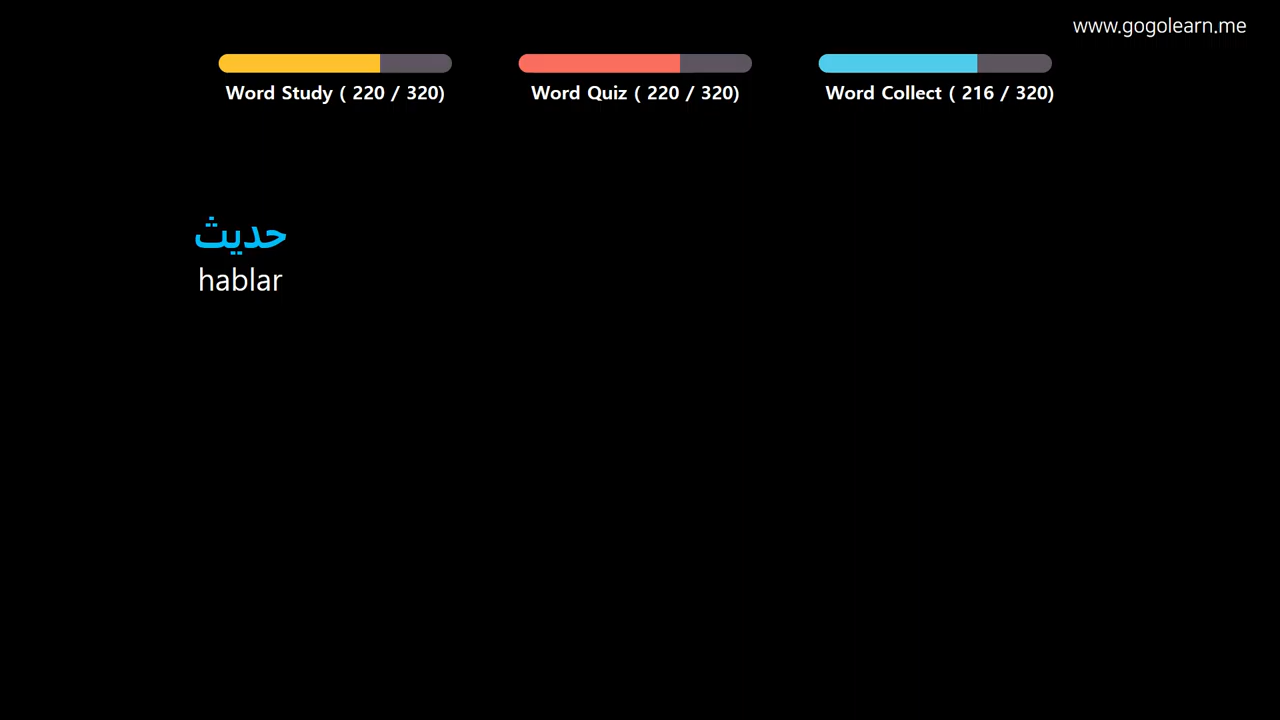 www.gogolearn.me
Word Study ( 220 / 320)
Word Quiz ( 220 / 320)
Word Collect ( 216 / 320)
حديث
hablar